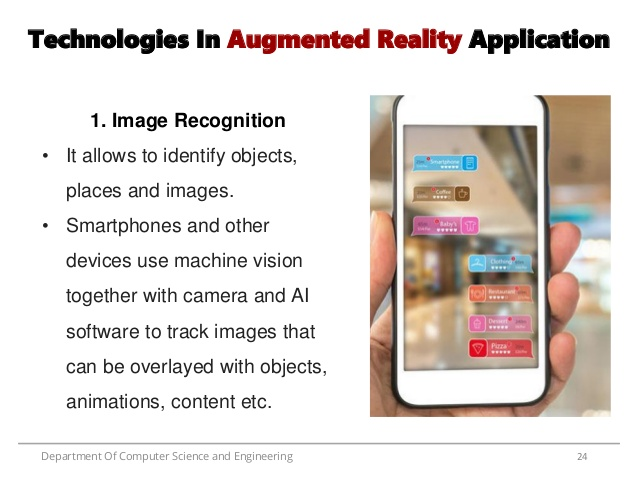 Technologies In Augmented Reality Application
1. Image Recognition
• It allows to identify objects,
places and images.
• Smartphones and other
devices use machine vision
together with camera and AI
software to track images that
can be overlayed with objects,
animations, content etc.
Smartphone
Coffee
Baby's
Clothing
Restaurant
Dessert
Pizza
Department Of Computer Science and Engineering
24